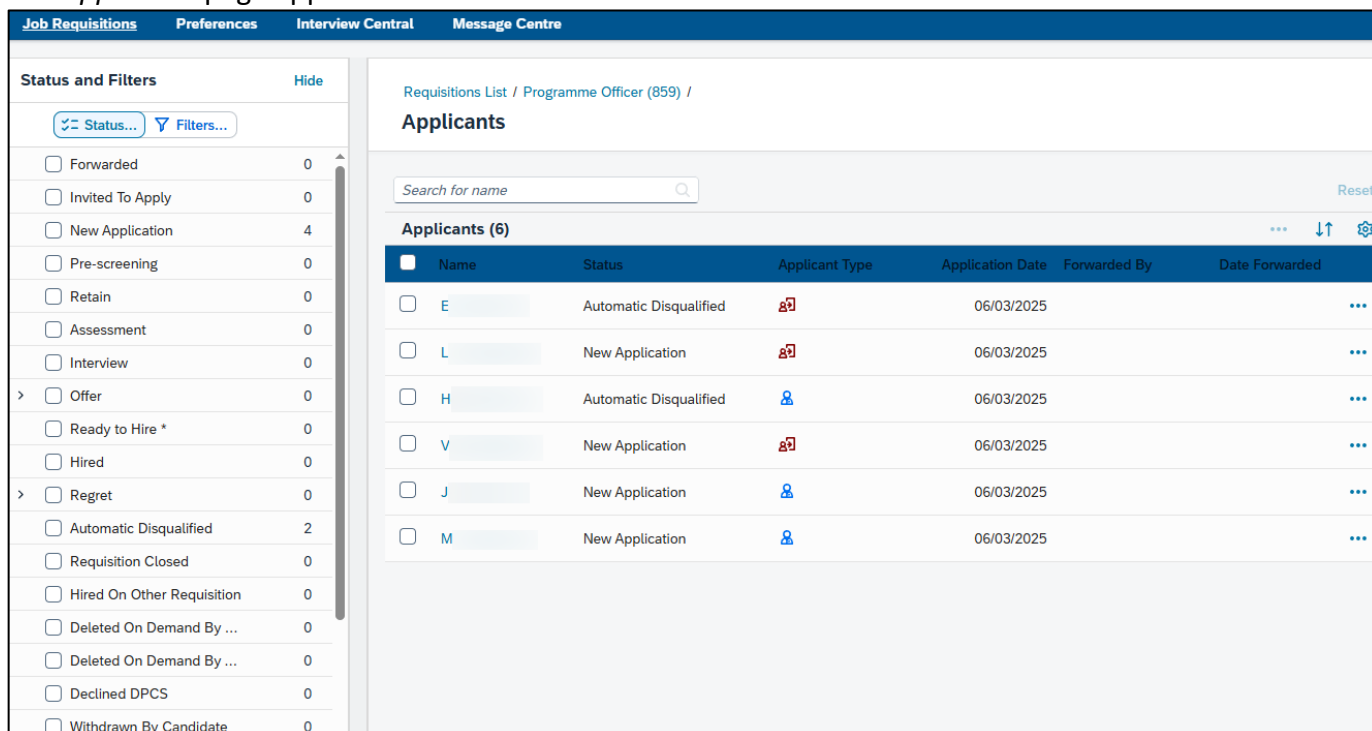 Job Requisitions Preferences Interview Central Message Centre
Status and Filters Hide
Status... Filters...
Forwarded 0
Invited To Apply 0
New Application 4
Pre-screening 0
Retain 0
Assessment 0
Interview 0
Offer 0
Ready to Hire * 0
Hired 0
Regret 0
Automatic Disqualified 2
Requisition Closed 0
Hired On Other Requisition 0
Deleted On Demand By ... 0
Deleted On Demand By ... 0
Declined DPCS 0
Withdrawn By Candidate 0
Requisitions List / Programme Officer (859) /
Applicants
Search for name
Reset
Applicants (6)
Name Status Applicant Type Application Date Forwarded By Date Forwarded
E Automatic Disqualified 06/03/2025
L New Application 06/03/2025
H Automatic Disqualified 06/03/2025
V New Application 06/03/2025
J New Application 06/03/2025
M New Application 06/03/2025